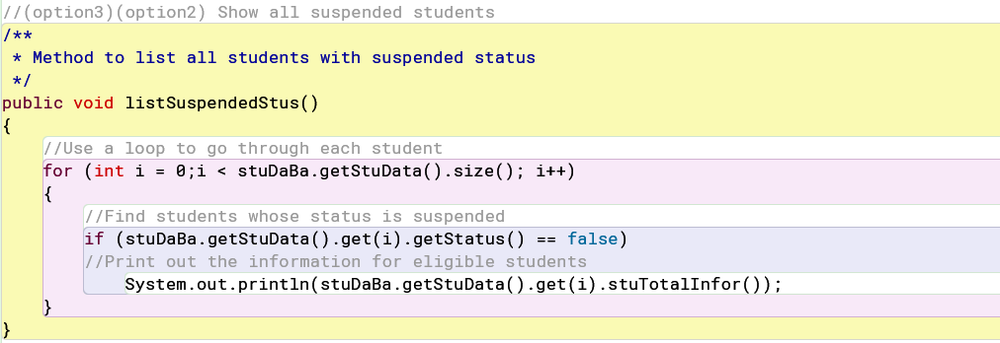 //(option3)(option2) Show all suspended students
/**
 * Method to list all students with suspended status
 */
public void listSuspendedStus()
{
    //Use a loop to go through each student
    for (int i = 0;i < stuDaBa.getStuData().size(); i++)
    {
        //Find students whose status is suspended
        if (stuDaBa.getStuData().get(i).getStatus() == false)
        //Print out the information for eligible students
            System.out.println(stuDaBa.getStuData().get(i).stuTotalInfor());
    }
}